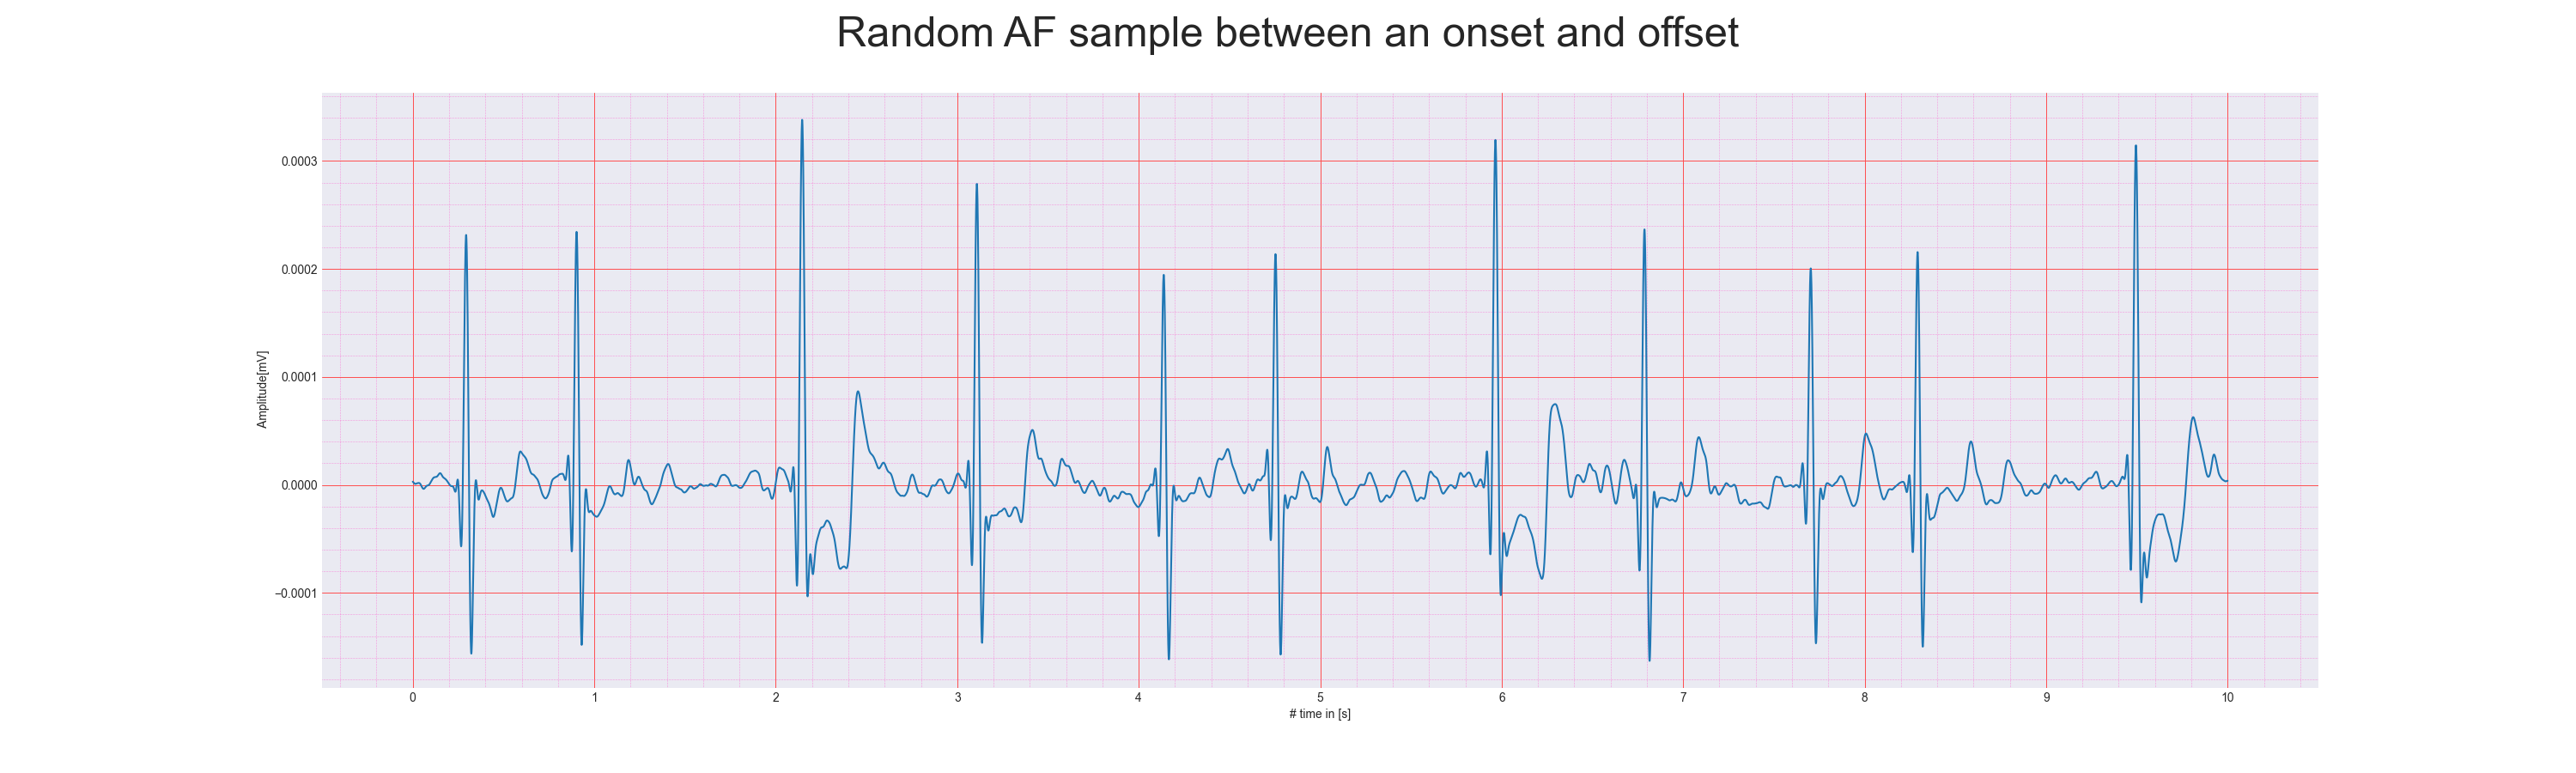 Random AF sample between an onset and offset
0.0003
0.0002
0.0001
0.0000
−0.0001
Amplitude[mV]
0 1 2 3 4 5 6 7 8 9 10
# time in [s]